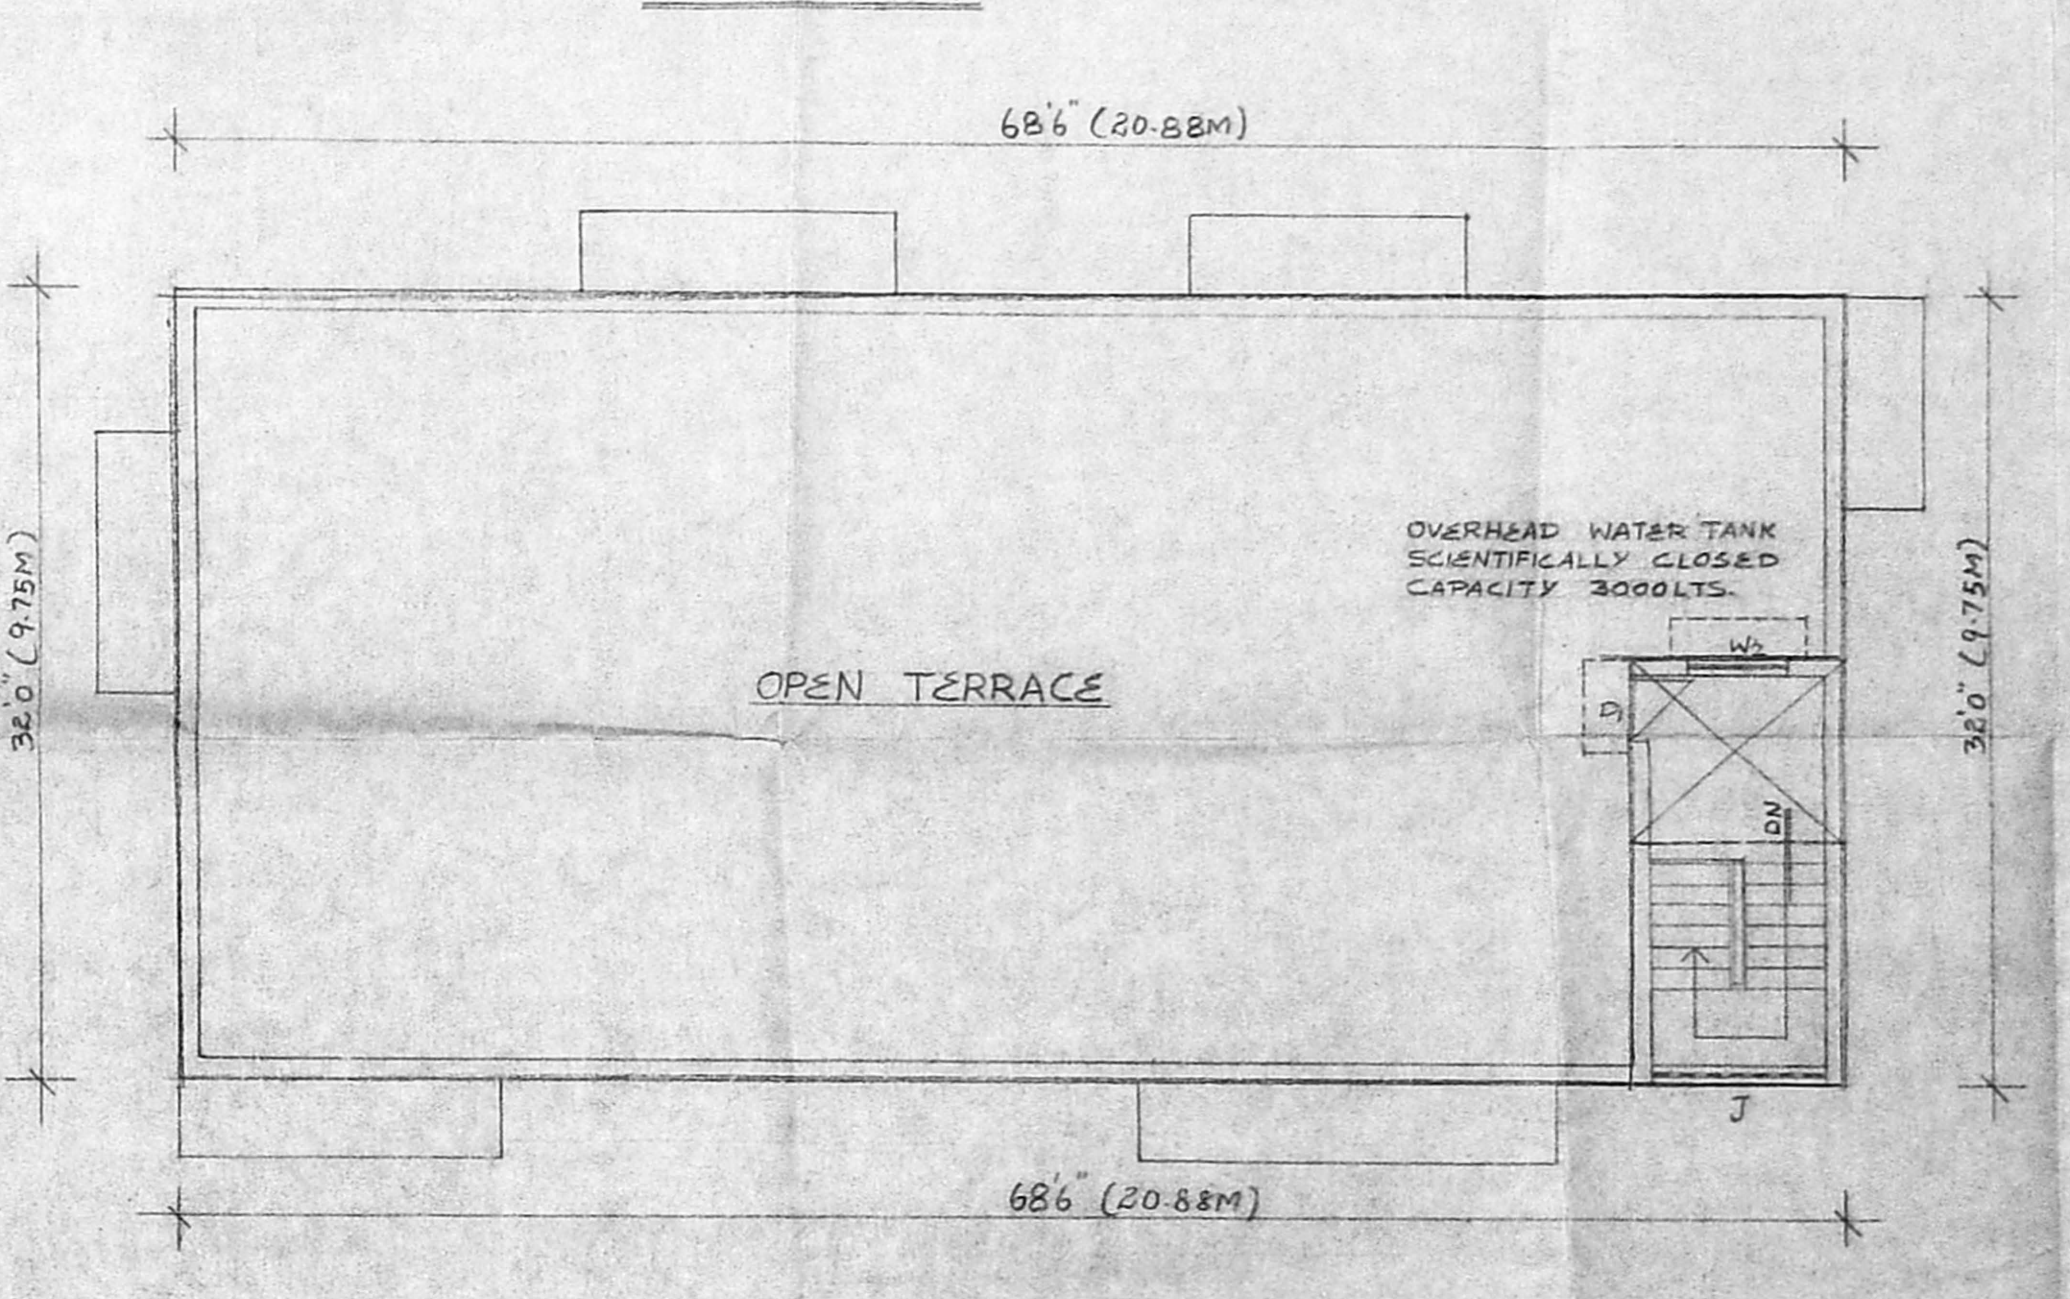 68'6" (20.88M)
OVERHEAD WATER TANK
SCIENTIFICALLY CLOSED
CAPACITY 3000LTS.
W2
32'0" (9.75M)
OPEN TERRACE
D1
32'0" (9.75M)
DN
J
68'6" (20.88M)